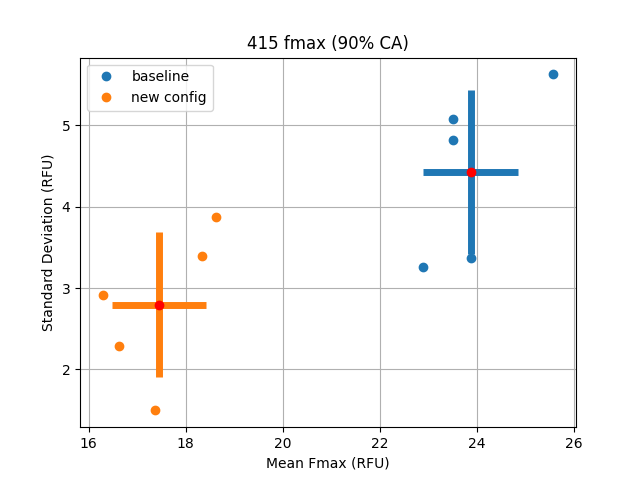 415 fmax (90% CA)
baseline
new config
5
4
3
2
Standard Deviation (RFU)
16 18 20 22 24 26
Mean Fmax (RFU)